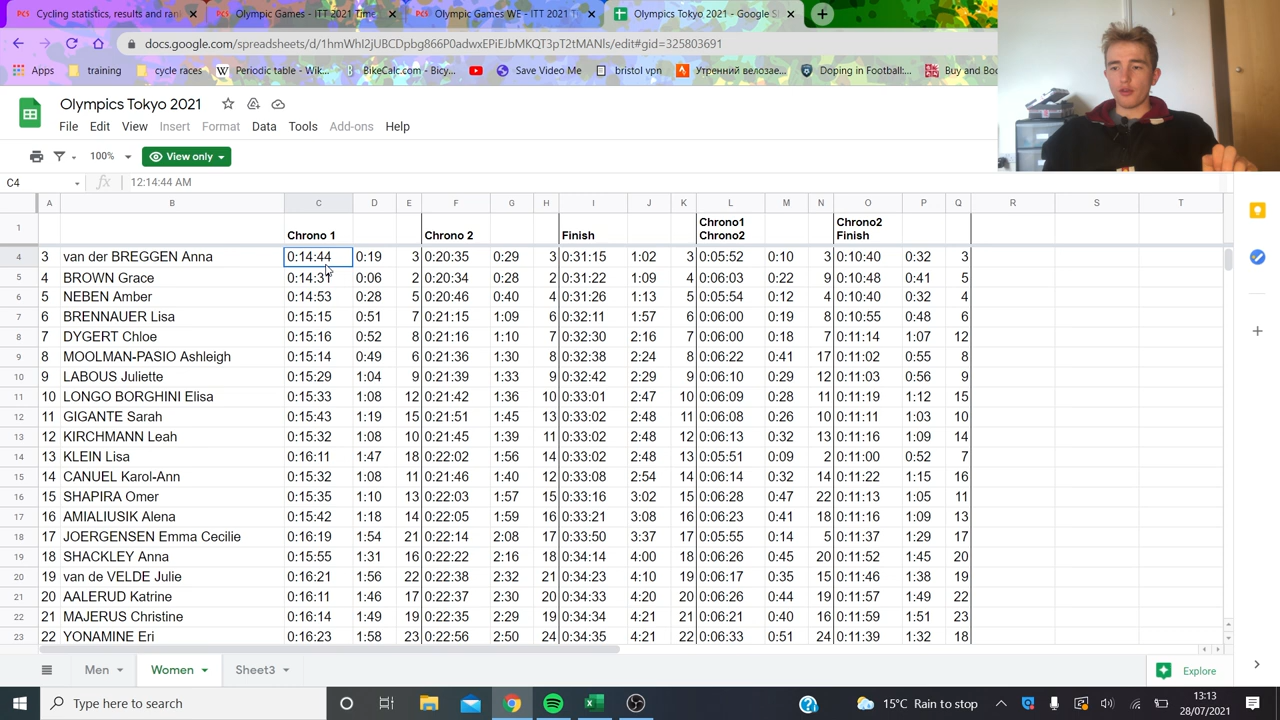 Cycling statistics, results and ran
Olympic Games - ITT 2021 Time
Olympic Games WE - ITT 2021 Ti
Olympics Tokyo 2021 - Google S
docs.google.com/spreadsheets/d/1hmWhI2jUBCDpbg866P0adwxEPiEJbMKQT3pT2tMANls/edit#gid=325803691
Apps training cycle races Periodic table - Wik... BikeCalc.com - Bicy... Save Video Me bristol vpn Утренний велозае... Doping in Football:... Buy and Boo
Olympics Tokyo 2021
File Edit View Insert Format Data Tools Add-ons Help
100% View only
C4 fx 12:14:44 AM
A B C D E F G H I J K L M N O P Q R S T
1 Chrono 1 Chrono 2 Finish Chrono1 Chrono2 Chrono2 Finish
4 3 van der BREGGEN Anna 0:14:44 0:19 3 0:20:35 0:29 3 0:31:15 1:02 3 0:05:52 0:10 3 0:10:40 0:32 3
5 4 BROWN Grace 0:14:31 0:06 2 0:20:34 0:28 2 0:31:22 1:09 4 0:06:03 0:22 9 0:10:48 0:41 5
6 5 NEBEN Amber 0:14:53 0:28 5 0:20:46 0:40 4 0:31:26 1:13 5 0:05:54 0:12 4 0:10:40 0:32 4
7 6 BRENNAUER Lisa 0:15:15 0:51 7 0:21:15 1:09 6 0:32:11 1:57 6 0:06:00 0:19 8 0:10:55 0:48 6
8 7 DYGERT Chloe 0:15:16 0:52 8 0:21:16 1:10 7 0:32:30 2:16 7 0:06:00 0:18 7 0:11:14 1:07 12
9 8 MOOLMAN-PASIO Ashleigh 0:15:14 0:49 6 0:21:36 1:30 8 0:32:38 2:24 8 0:06:22 0:41 17 0:11:02 0:55 8
10 9 LABOUS Juliette 0:15:29 1:04 9 0:21:39 1:33 9 0:32:42 2:29 9 0:06:10 0:29 12 0:11:03 0:56 9
11 10 LONGO BORGHINI Elisa 0:15:33 1:08 12 0:21:42 1:36 10 0:33:01 2:47 10 0:06:09 0:28 11 0:11:19 1:12 15
12 11 GIGANTE Sarah 0:15:43 1:19 15 0:21:51 1:45 13 0:33:02 2:48 11 0:06:08 0:26 10 0:11:11 1:03 10
13 12 KIRCHMANN Leah 0:15:32 1:08 10 0:21:45 1:39 11 0:33:02 2:48 12 0:06:13 0:32 13 0:11:16 1:09 14
14 13 KLEIN Lisa 0:16:11 1:47 18 0:22:02 1:56 14 0:33:02 2:48 13 0:05:51 0:09 2 0:11:00 0:52 7
15 14 CANUEL Karol-Ann 0:15:32 1:08 11 0:21:46 1:40 12 0:33:08 2:54 14 0:06:14 0:32 14 0:11:22 1:15 16
16 15 SHAPIRA Omer 0:15:35 1:10 13 0:22:03 1:57 15 0:33:16 3:02 15 0:06:28 0:47 22 0:11:13 1:05 11
17 16 AMIALIUSIK Alena 0:15:42 1:18 14 0:22:05 1:59 16 0:33:21 3:08 16 0:06:23 0:41 18 0:11:16 1:09 13
18 17 JOERGENSEN Emma Cecilie 0:16:19 1:54 21 0:22:14 2:08 17 0:33:50 3:37 17 0:05:55 0:14 5 0:11:37 1:29 17
19 18 SHACKLEY Anna 0:15:55 1:31 16 0:22:22 2:16 18 0:34:14 4:00 18 0:06:26 0:45 20 0:11:52 1:45 20
20 19 van de VELDE Julie 0:16:21 1:56 22 0:22:38 2:32 21 0:34:23 4:10 19 0:06:17 0:35 15 0:11:46 1:38 19
21 20 AALERUD Katrine 0:16:11 1:46 17 0:22:37 2:30 20 0:34:33 4:20 20 0:06:26 0:44 19 0:11:57 1:49 22
22 21 MAJERUS Christine 0:16:14 1:49 19 0:22:35 2:29 19 0:34:34 4:21 21 0:06:21 0:40 16 0:11:59 1:51 23
23 22 YONAMINE Eri 0:16:23 1:58 23 0:22:56 2:50 24 0:34:35 4:21 22 0:06:33 0:51 24 0:11:39 1:32 18
Men Women Sheet3 Explore
Type here to search 15°C Rain to stop 13:13
28/07/2021